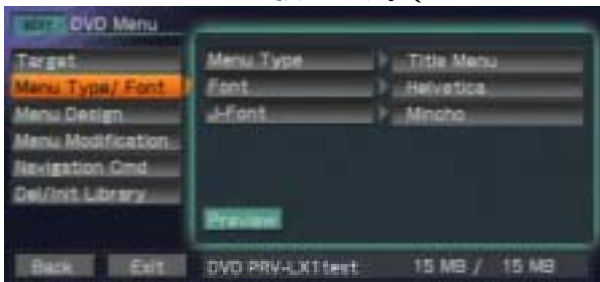 EDIT DVD Menu
Target
Menu Type/ Font
Menu Design
Menu Modification
Navigation Cmd
Del/Init Library
Menu Type Title Menu
Font Helvetica
J-Font Mincho
Preview
Back Exit DVD PRV-LX1test 15 MB / 15 MB